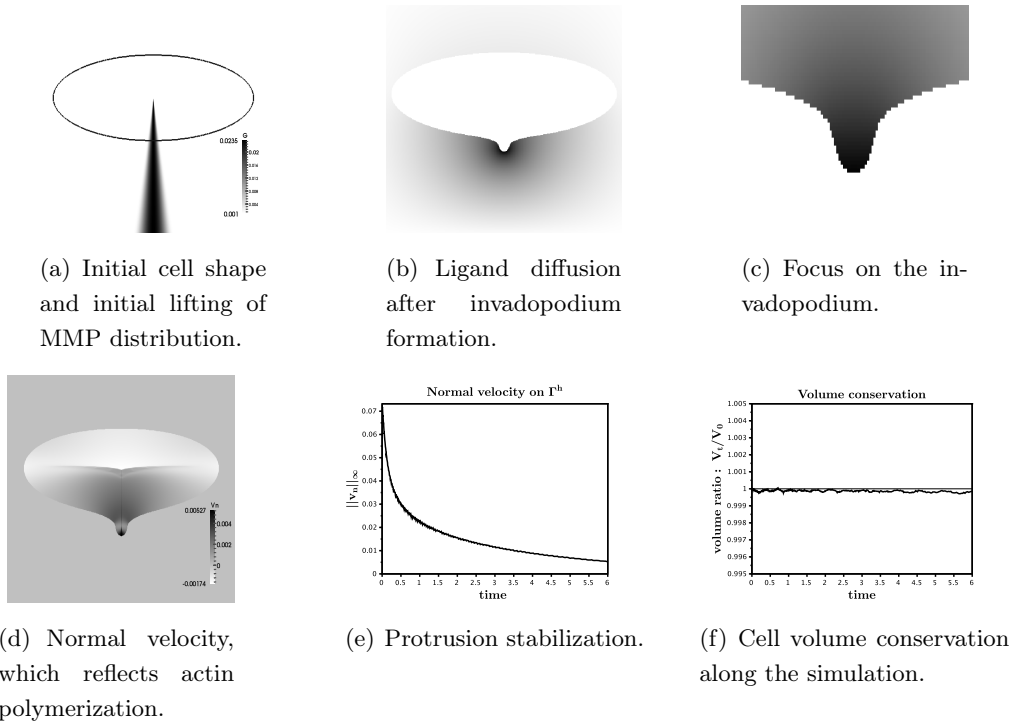 G
0.0235
0.02
0.016
0.012
0.008
0.004
0.001
(a) Initial cell shape
and initial lifting of
MMP distribution.
(b) Ligand diffusion
after invadopodium
formation.
(c) Focus on the in-
vadopodium.
Vn
0.00527
0.004
0.002
0
-0.00174
(d) Normal velocity,
which reflects actin
polymerization.
Normal velocity on Γʰ
||vₙ||∞
0.07
0.06
0.05
0.04
0.03
0.02
0.01
0
0 0.5 1 1.5 2 2.5 3 3.5 4 4.5 5 5.5 6
time
(e) Protrusion stabilization.
Volume conservation
volume ratio : Vₜ/V₀
1.005
1.004
1.003
1.002
1.001
1
0.999
0.998
0.997
0.996
0.995
0 0.5 1 1.5 2 2.5 3 3.5 4 4.5 5 5.5 6
time
(f) Cell volume conservation
along the simulation.